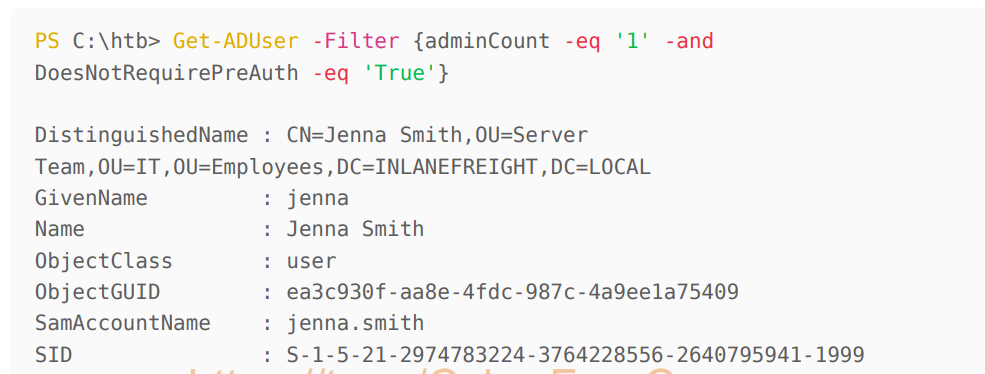 PS C:\htb> Get-ADUser -Filter {adminCount -eq '1' -and
DoesNotRequirePreAuth -eq 'True'}
DistinguishedName : CN=Jenna Smith,OU=Server
Team,OU=IT,OU=Employees,DC=INLANEFREIGHT,DC=LOCAL
GivenName : jenna
Name : Jenna Smith
ObjectClass : user
ObjectGUID : ea3c930f-aa8e-4fdc-987c-4a9ee1a75409
SamAccountName : jenna.smith
SID : S-1-5-21-2974783224-3764228556-2640795941-1999